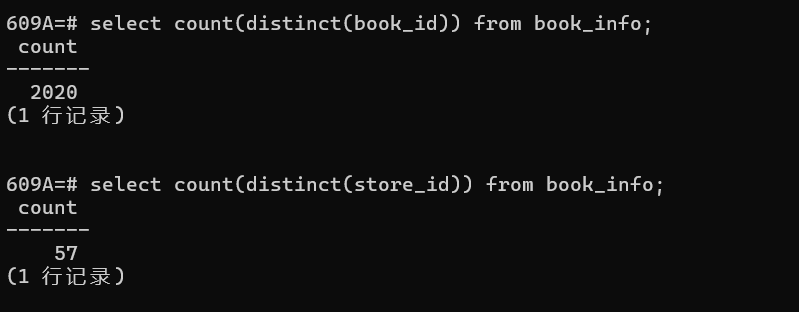 609A=# select count(distinct(book_id)) from book_info;
 count
-------
  2020
(1 行记录)
609A=# select count(distinct(store_id)) from book_info;
 count
-------
    57
(1 行记录)